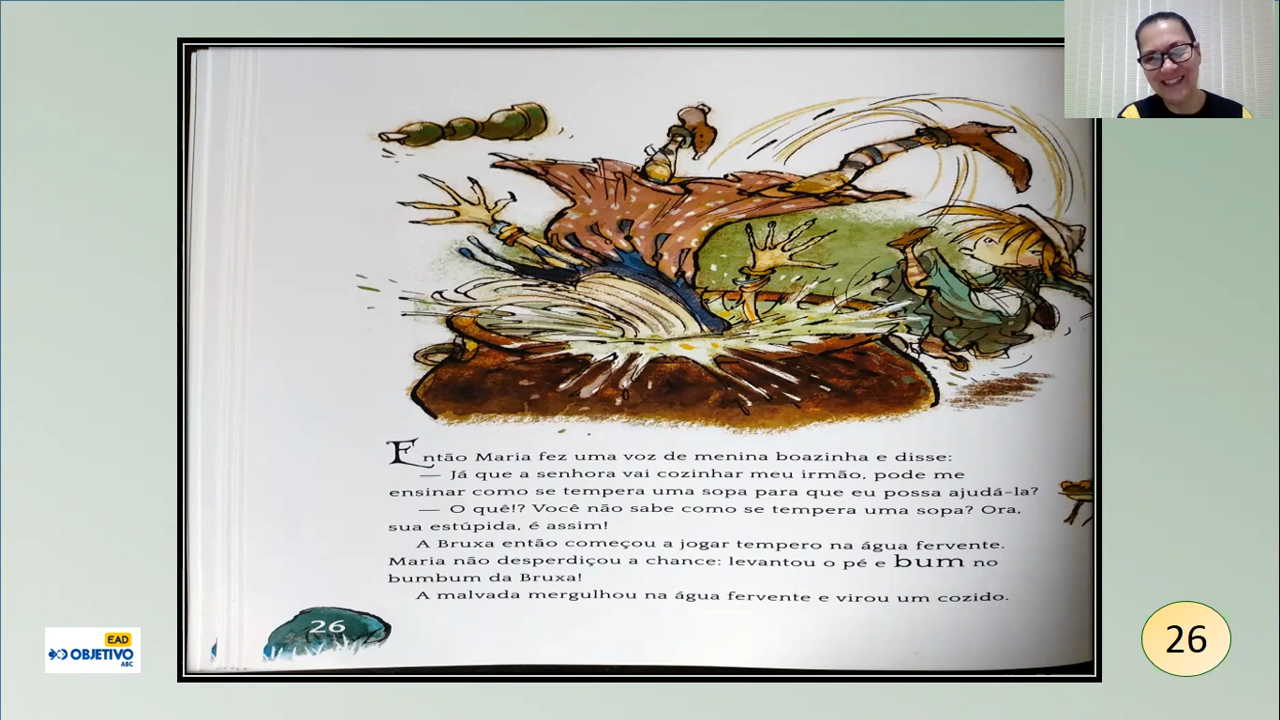 Então Maria fez uma voz de menina boazinha e disse:
— Já que a senhora vai cozinhar meu irmão, pode me
ensinar como se tempera uma sopa para que eu possa ajudá-la?
— O quê!? Você não sabe como se tempera uma sopa? Ora,
sua estúpida, é assim!
A Bruxa então começou a jogar tempero na água fervente.
Maria não desperdiçou a chance: levantou o pé e bum no
bumbum da Bruxa!
A malvada mergulhou na água fervente e virou um cozido.
26
EAD
OBJETIVO
ABC
26